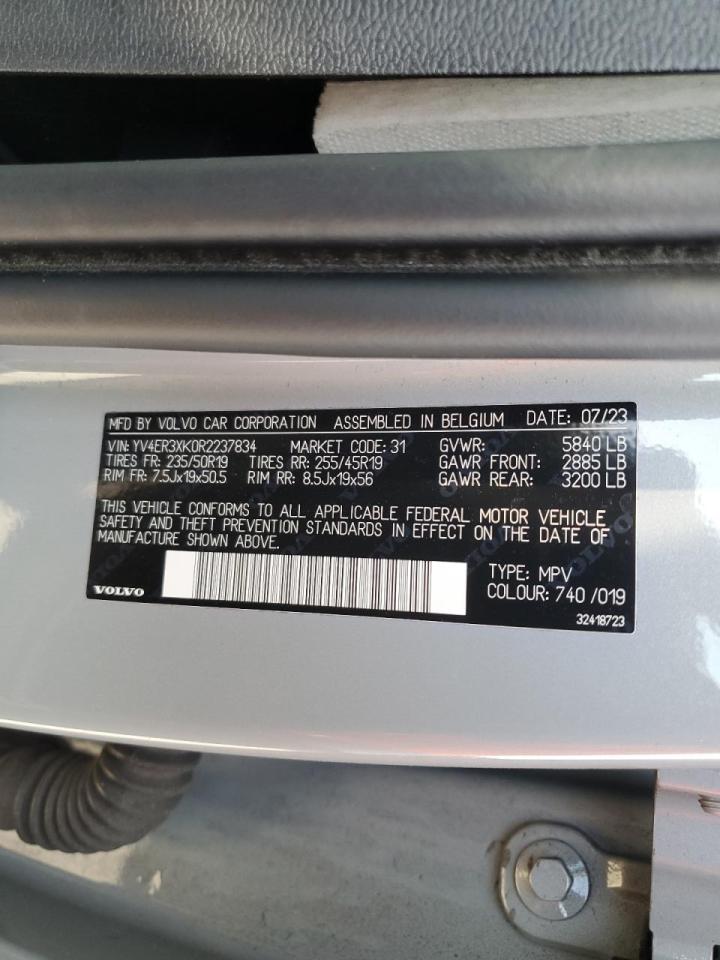 MFD BY VOLVO CAR CORPORATION ASSEMBLED IN BELGIUM DATE: 07/23
VIN: YV4ER3XK0R2237834 MARKET CODE: 31 GVWR: 5840 LB
TIRES FR: 235/50R19 TIRES RR: 255/45R19 GAWR FRONT: 2885 LB
RIM FR: 7.5Jx19x50.5 RIM RR: 8.5Jx19x56 GAWR REAR: 3200 LB
THIS VEHICLE CONFORMS TO ALL APPLICABLE FEDERAL MOTOR VEHICLE
SAFETY AND THEFT PREVENTION STANDARDS IN EFFECT ON THE DATE OF
MANUFACTURE SHOWN ABOVE.
TYPE: MPV
VOLVO COLOUR: 740 /019
32418723